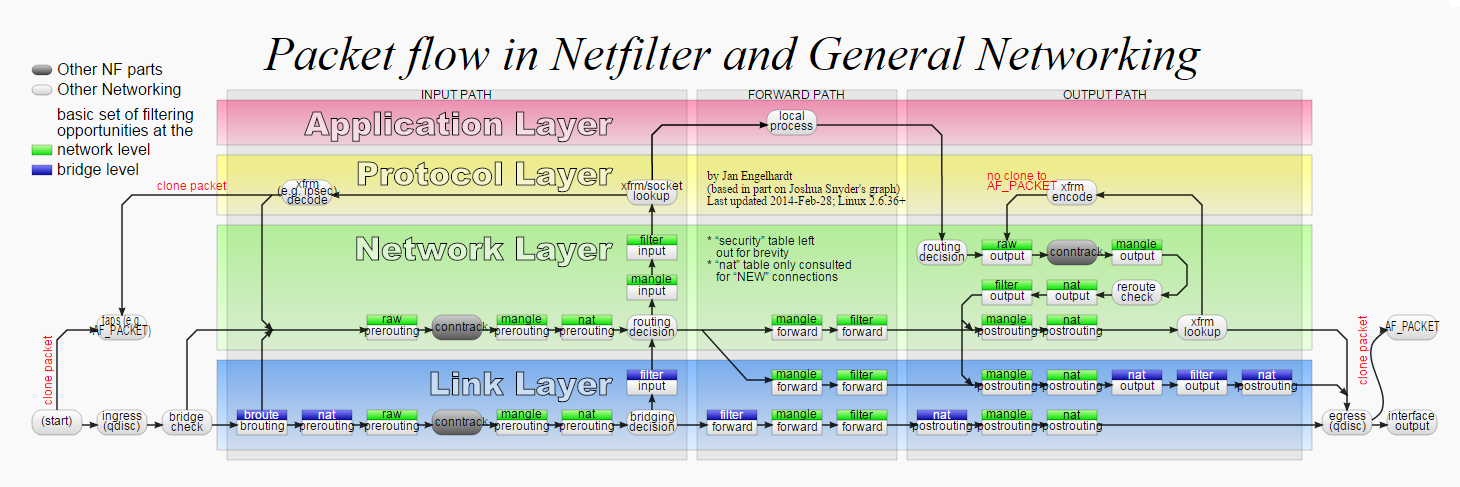 Packet flow in Netfilter and General Networking
Other NF parts
Other Networking
basic set of filtering
opportunities at the
network level
bridge level
INPUT PATH
FORWARD PATH
OUTPUT PATH
Application Layer
local
process
Protocol Layer
clone packet
xfrm
(e.g. ipsec)
decode
xfrm/socket
lookup
by Jan Engelhardt
(based in part on Joshua Snyder's graph)
Last updated 2014-Feb-28; Linux 2.6.36+
no clone to
AF_PACKET
xfrm
encode
Network Layer
filter
input
mangle
input
* “security” table left
out for brevity
* “nat” table only consulted
for “NEW” connections
routing
decision
raw
output
conntrack
mangle
output
filter
output
nat
output
reroute
check
taps (e.g.
AF_PACKET)
raw
prerouting
conntrack
mangle
prerouting
nat
prerouting
routing
decision
mangle
forward
filter
forward
mangle
postrouting
nat
postrouting
xfrm
lookup
AF_PACKET
clone packet
clone packet
Link Layer
filter
input
mangle
forward
filter
forward
mangle
postrouting
nat
postrouting
nat
output
filter
output
nat
postrouting
(start)
ingress
(qdisc)
bridge
check
broute
brouting
nat
prerouting
raw
prerouting
conntrack
mangle
prerouting
nat
prerouting
bridging
decision
filter
forward
mangle
forward
filter
forward
nat
postrouting
mangle
postrouting
nat
postrouting
egress
(qdisc)
interface
output